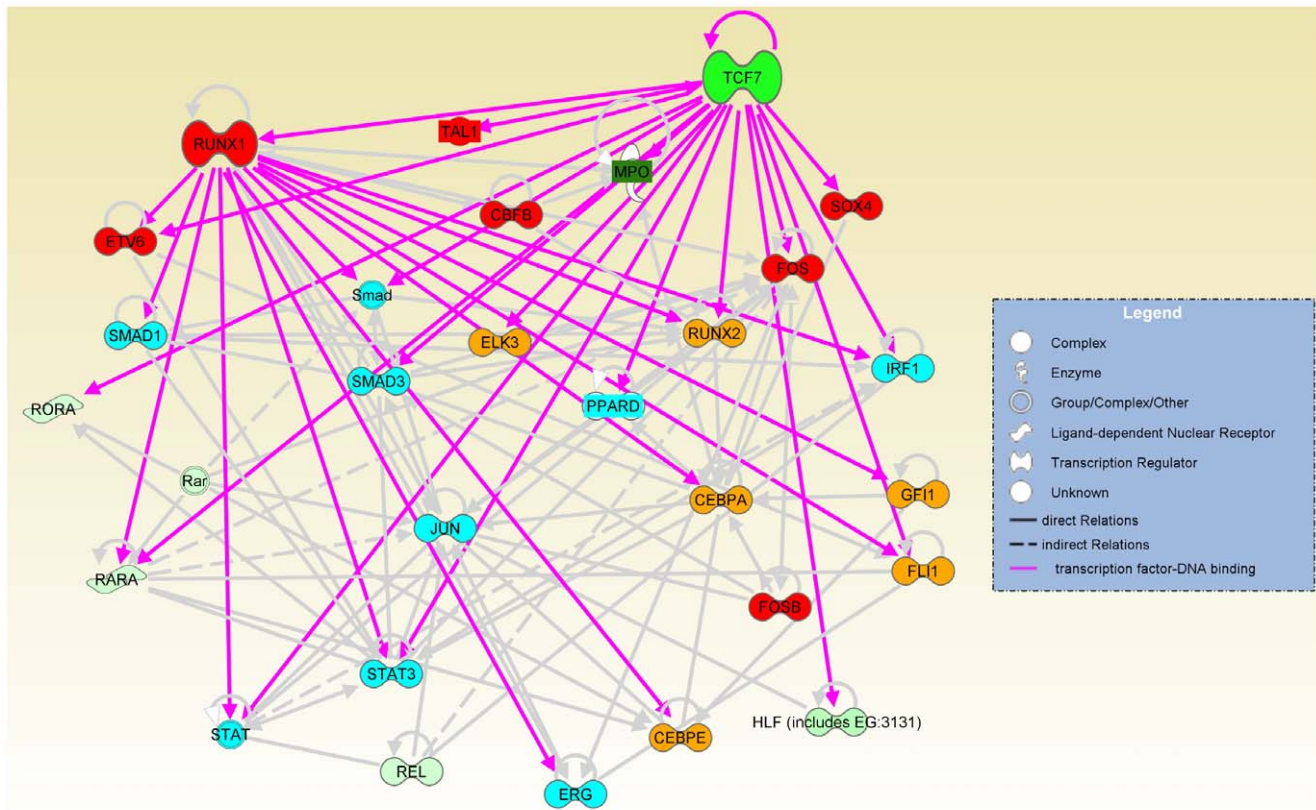 TCF7
TAL1
RUNX1
MPO
SOX4
CBFB
ETV6
FOS
Smad
SMAD1
RUNX2
ELK3
IRF1
SMAD3
RORA
PPARD
Rar
CEBPA
GFI1
JUN
RARA
FLI1
FOSB
STAT3
HLF (includes EG:3131)
STAT
CEBPE
REL
ERG
Legend
Complex
Enzyme
Group/Complex/Other
Ligand-dependent Nuclear Receptor
Transcription Regulator
Unknown
direct Relations
indirect Relations
transcription factor-DNA binding